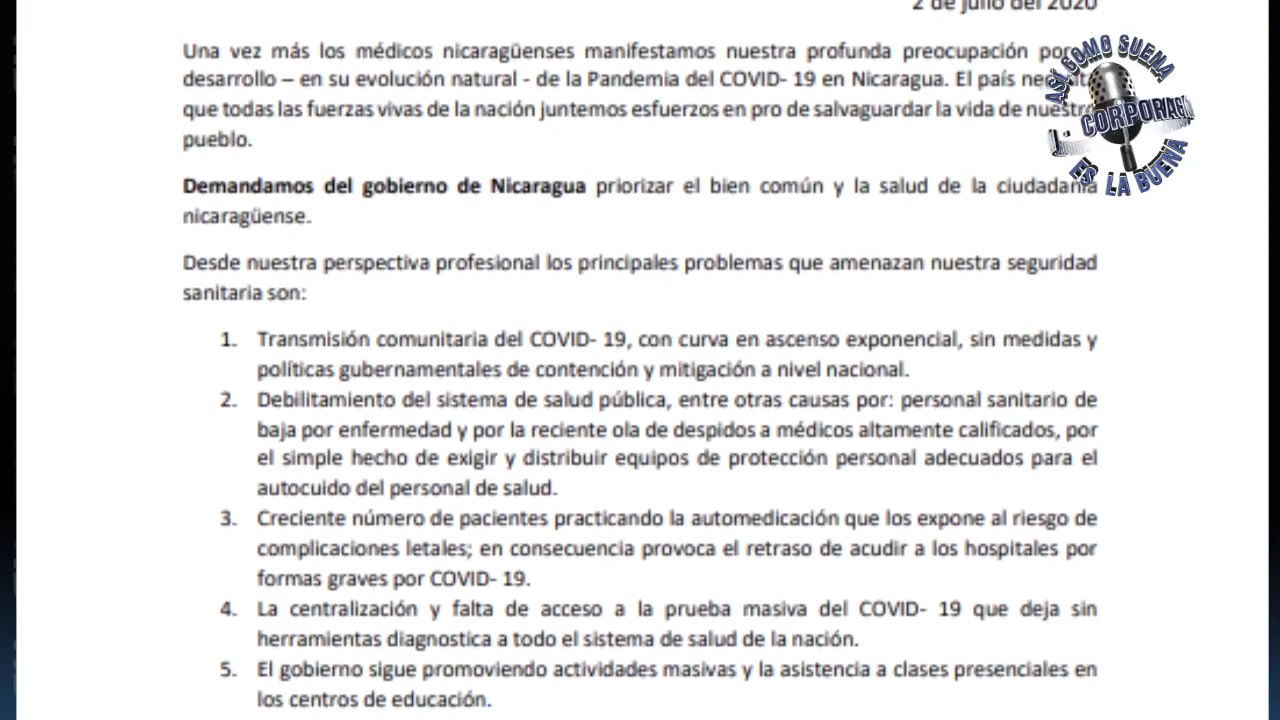 2 de julio del 2020
Una vez más los médicos nicaragüenses manifestamos nuestra profunda preocupación por
desarrollo – en su evolución natural - de la Pandemia del COVID- 19 en Nicaragua. El país
que todas las fuerzas vivas de la nación juntemos esfuerzos en pro de salvaguardar la vida de nuestro
pueblo.
Demandamos del gobierno de Nicaragua priorizar el bien común y la salud de la ciudadanía
nicaragüense.
Desde nuestra perspectiva profesional los principales problemas que amenazan nuestra seguridad
sanitaria son:
1. Transmisión comunitaria del COVID- 19, con curva en ascenso exponencial, sin medidas y
políticas gubernamentales de contención y mitigación a nivel nacional.
2. Debilitamiento del sistema de salud pública, entre otras causas por: personal sanitario de
baja por enfermedad y por la reciente ola de despidos a médicos altamente calificados, por
el simple hecho de exigir y distribuir equipos de protección personal adecuados para el
autocuido del personal de salud.
3. Creciente número de pacientes practicando la automedicación que los expone al riesgo de
complicaciones letales; en consecuencia provoca el retraso de acudir a los hospitales por
formas graves por COVID- 19.
4. La centralización y falta de acceso a la prueba masiva del COVID- 19 que deja sin
herramientas diagnostica a todo el sistema de salud de la nación.
5. El gobierno sigue promoviendo actividades masivas y la asistencia a clases presenciales en
los centros de educación.
ASÍ COMO SUENA
ES LA BUENA